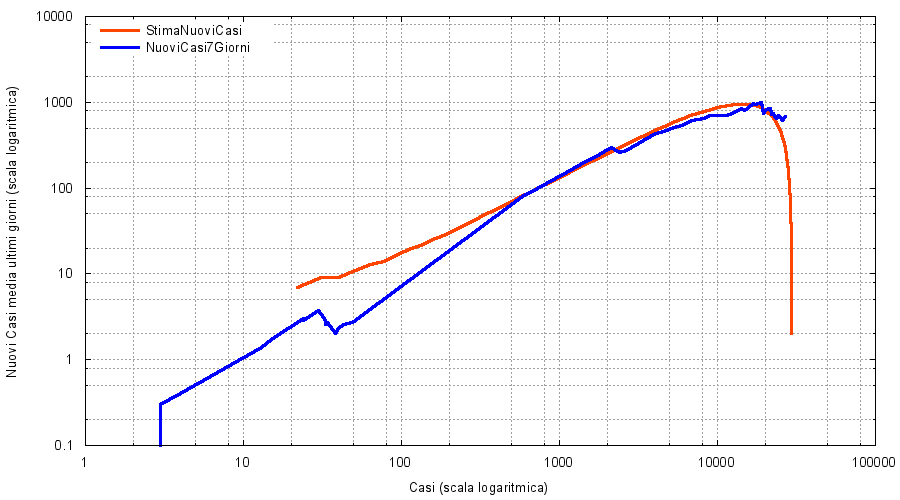 10000
1000
100
10
1
0.1
StimaNuoviCasi
NuoviCasi7Giorni
Nuovi Casi media ultimi giorni (scala logaritmica)
1 10 100 1000 10000 100000
Casi (scala logaritmica)